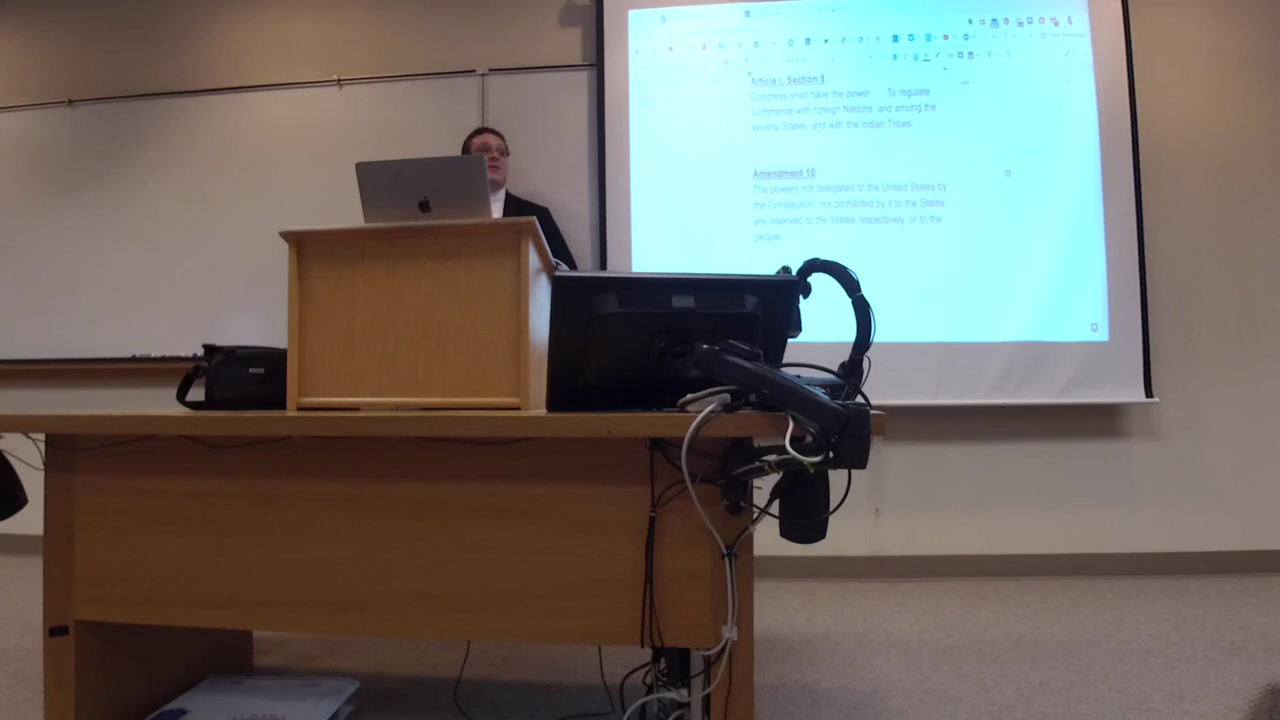 Article I, Section 8
Congress shall have the power To regulate
Commerce with foreign Nations, and among the
several States, and with the Indian Tribes;
Amendment 10
The powers not delegated to the United States by
the Constitution, nor prohibited by it to the States,
are reserved to the States respectively, or to the
people.